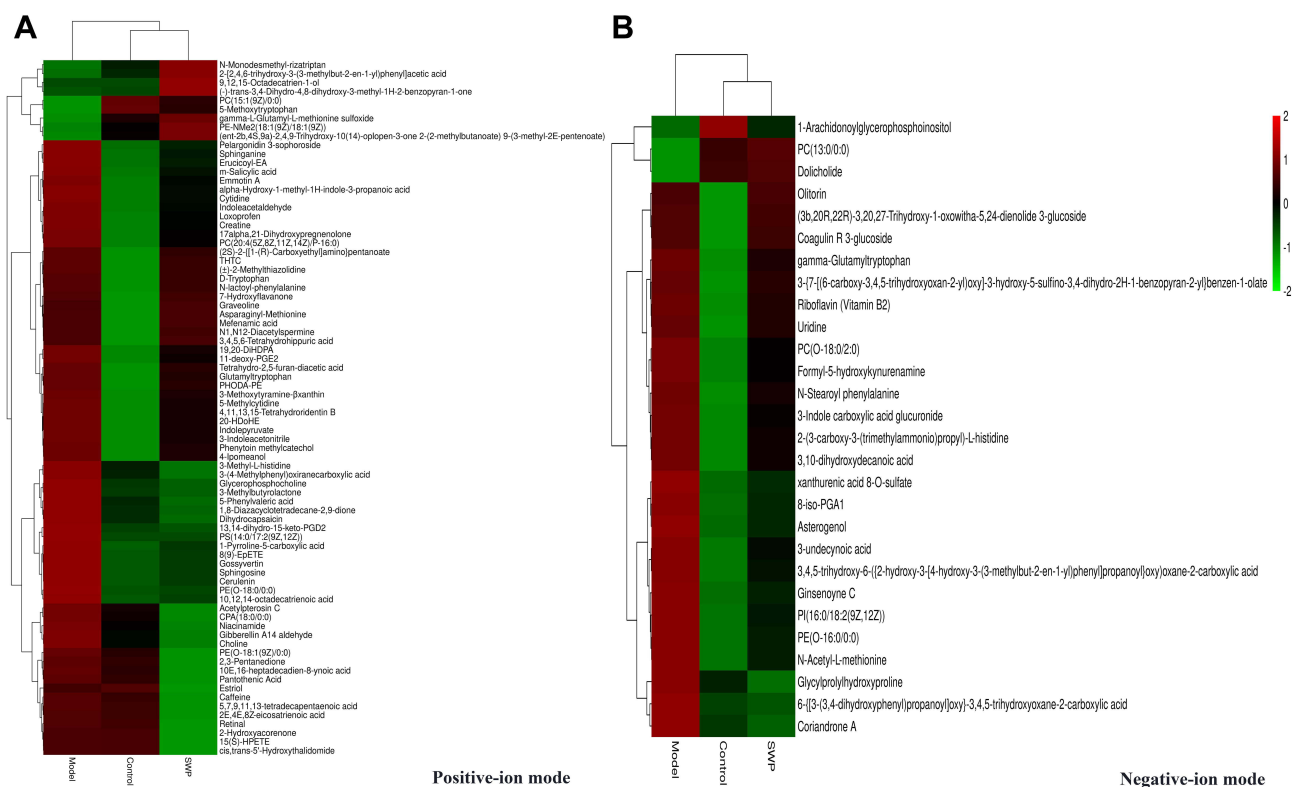 A
N-Monodesmethyl-rizatriptan
2-[2,4,6-trihydroxy-3-(3-methylbut-2-en-1-yl)phenyl]acetic acid
9,12,15-Octadecatrien-1-ol
(-)-trans-3,4-Dihydro-4,8-dihydroxy-3-methyl-1H-2-benzopyran-1-one
PC(15:1(9Z)/0:0)
5-Methoxytryptophan
gamma-L-Glutamyl-L-methionine sulfoxide
PE-NMe2(18:1(9Z)/18:1(9Z))
(ent-2b,4S,9a)-2,4,9-Trihydroxy-10(14)-oplopen-3-one 2-(2-methylbutanoate) 9-(3-methyl-2E-pentenoate)
Pelargonidin 3-sophoroside
Sphinganine
Erucicoyl-EA
m-Salicylic acid
Emmotin A
alpha-Hydroxy-1-methyl-1H-indole-3-propanoic acid
Cytidine
Indoleacetaldehyde
Loxoprofen
Creatine
17alpha,21-Dihydroxypregnenolone
PC(20:4(5Z,8Z,11Z,14Z)/P-16:0)
(2S)-2-{[1-(R)-Carboxyethyl]amino}pentanoate
THTC
(±)-2-Methylthiazolidine
D-Tryptophan
N-lactoyl-phenylalanine
7-Hydroxyflavanone
Graveoline
Asparaginyl-Methionine
Mefenamic acid
N1,N12-Diacetylspermine
3,4,5,6-Tetrahydrohippuric acid
19,20-DiHDPA
11-deoxy-PGE2
Tetrahydro-2,5-furan-diacetic acid
Glutamyltryptophan
PHODA-PE
3-Methoxytyramine-βxanthin
5-Methylcytidine
4,11,13,15-Tetrahydroridentin B
20-HDoHE
Indolepyruvate
3-Indoleacetonitrile
Phenytoin methylcatechol
4-Ipomeanol
3-Methyl-L-histidine
3-(4-Methylphenyl)oxiranecarboxylic acid
Glycerophosphocholine
3-Methylbutyrolactone
5-Phenylvaleric acid
1,8-Diazacyclotetradecane-2,9-dione
Dihydrocapsaicin
13,14-dihydro-15-keto-PGD2
PS(14:0/17:2(9Z,12Z))
1-Pyrroline-5-carboxylic acid
8(9)-EpETE
Gossyvertin
Sphingosine
Cerulenin
PE(O-18:0/0:0)
10,12,14-octadecatrienoic acid
Acetylpterosin C
CPA(18:0/0:0)
Niacinamide
Gibberellin A14 aldehyde
Choline
PE(O-18:1(9Z)/0:0)
2,3-Pentanedione
10E,16-heptadecadien-8-ynoic acid
Pantothenic Acid
Estriol
Caffeine
5,7,9,11,13-tetradecapentaenoic acid
2E,4E,8Z-eicosatrienoic acid
Retinal
2-Hydroxyacorenone
15(S)-HPETE
cis,trans-5'-Hydroxythalidomide
Model Control SWP
Positive-ion mode
B
1-Arachidonoylglycerophosphoinositol
PC(13:0/0:0)
Dolicholide
Olitorin
(3b,20R,22R)-3,20,27-Trihydroxy-1-oxowitha-5,24-dienolide 3-glucoside
Coagulin R 3-glucoside
gamma-Glutamyltryptophan
3-{7-[(6-carboxy-3,4,5-trihydroxyoxan-2-yl)oxy]-3-hydroxy-5-sulfino-3,4-dihydro-2H-1-benzopyran-2-yl}benzen-1-olate
Riboflavin (Vitamin B2)
Uridine
PC(O-18:0/2:0)
Formyl-5-hydroxykynurenamine
N-Stearoyl phenylalanine
3-Indole carboxylic acid glucuronide
2-(3-carboxy-3-(trimethylammonio)propyl)-L-histidine
3,10-dihydroxydecanoic acid
xanthurenic acid 8-O-sulfate
8-iso-PGA1
Asterogenol
3-undecynoic acid
3,4,5-trihydroxy-6-({2-hydroxy-3-[4-hydroxy-3-(3-methylbut-2-en-1-yl)phenyl]propanoyl}oxy)oxane-2-carboxylic acid
Ginsenoyne C
PI(16:0/18:2(9Z,12Z))
PE(O-16:0/0:0)
N-Acetyl-L-methionine
Glycylprolylhydroxyproline
6-{[3-(3,4-dihydroxyphenyl)propanoyl]oxy}-3,4,5-trihydroxyoxane-2-carboxylic acid
Coriandrone A
Model Control SWP
2
1
0
-1
-2
Negative-ion mode